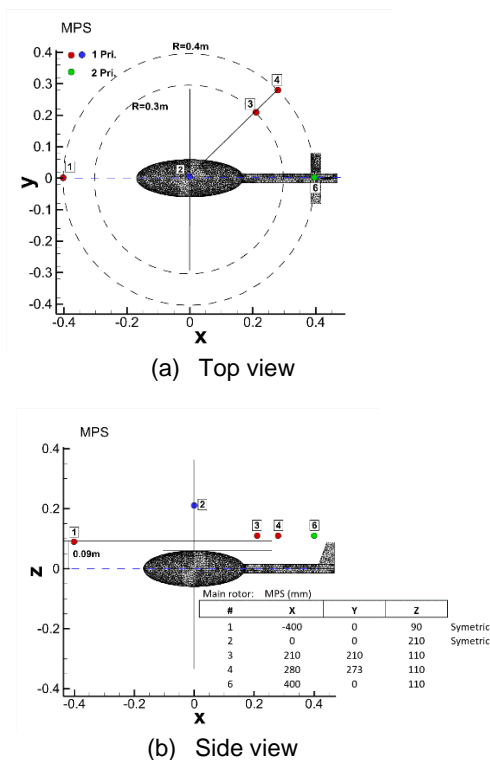 MPS
1 Pri.
2 Pri.
R=0.4m
R=0.3m
4
3
1
2
6
y
0.4
0.3
0.2
0.1
0
-0.1
-0.2
-0.3
-0.4
-0.4 -0.2 0 0.2 0.4
x
(a) Top view
MPS
0.4
0.2
0
-0.2
-0.4
z
2
1
3 4 6
0.09m
Main rotor: MPS (mm)
# X Y Z
1 -400 0 90 Symetric
2 0 0 210 Symetric
3 210 210 110
4 280 273 110
6 400 0 110
-0.4 -0.2 0 0.2 0.4
x
(b) Side view